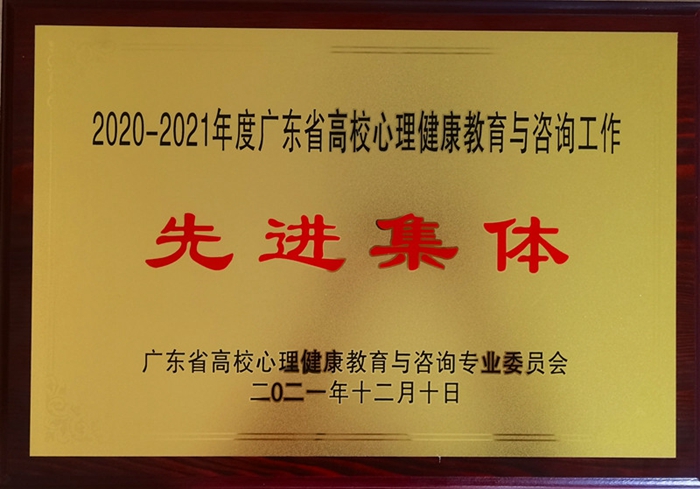 2020-2021年度广东省高校心理健康教育与咨询工作
先进集体
广东省高校心理健康教育与咨询专业委员会
二0二一年十二月十日